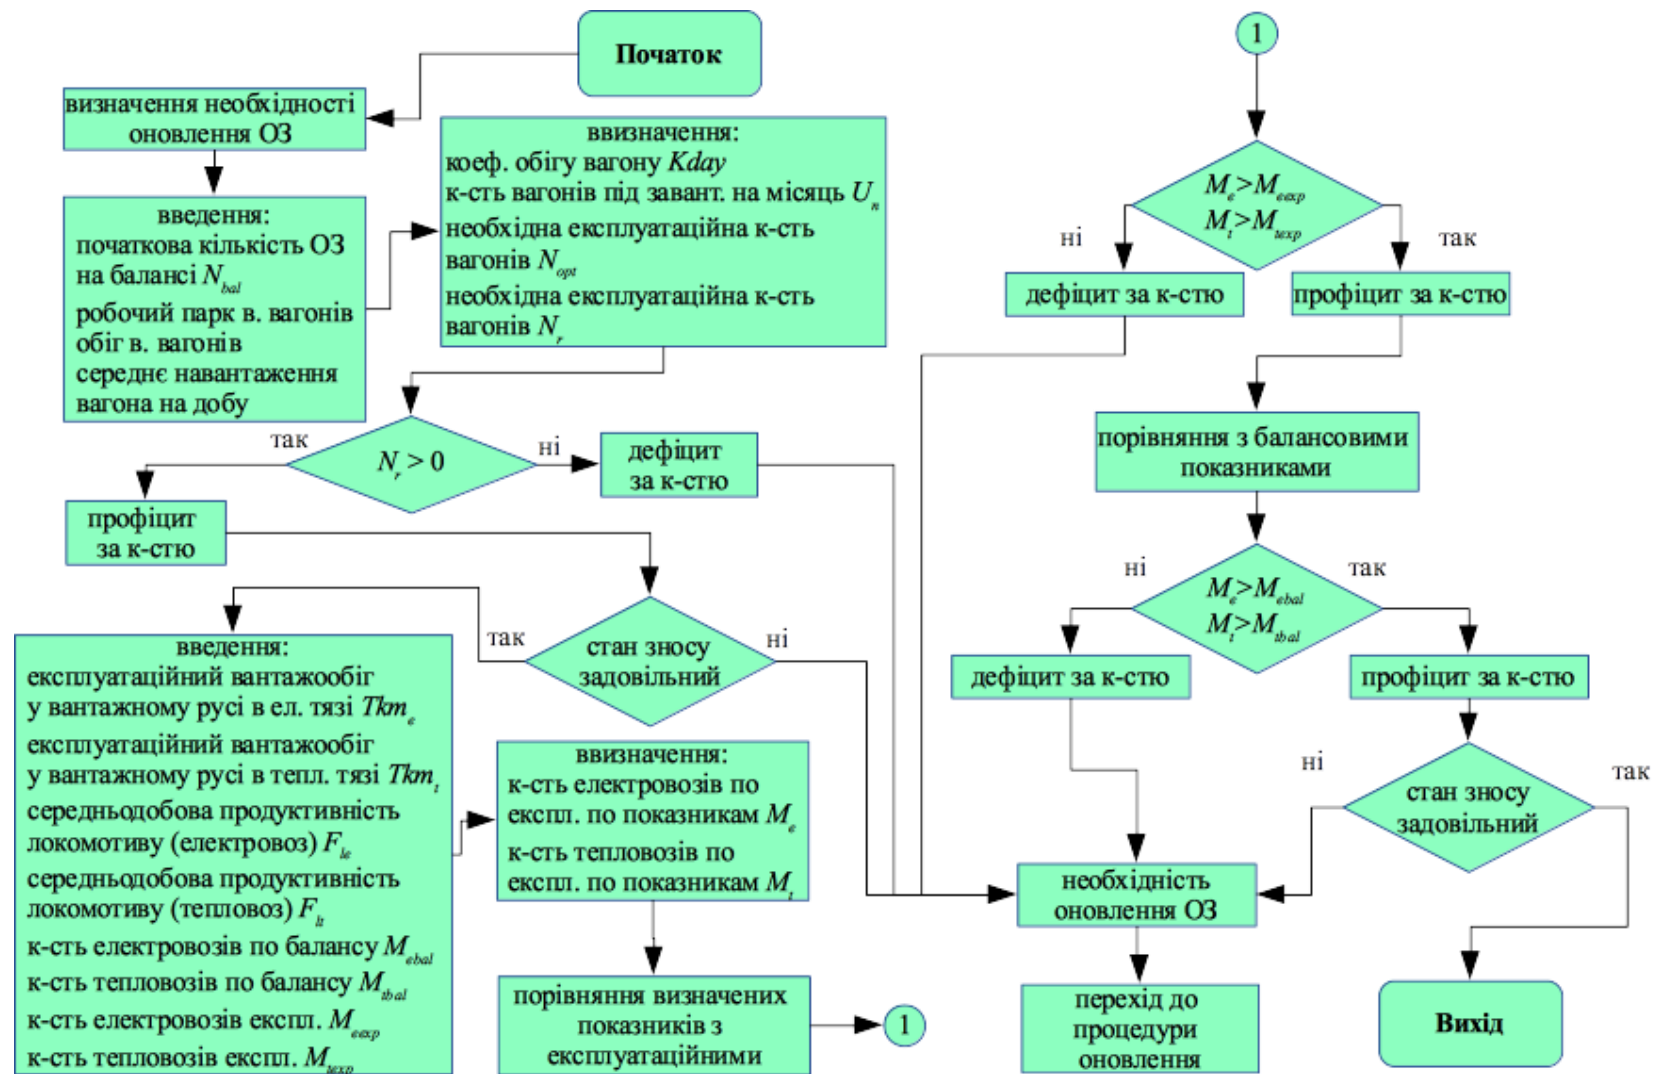 Початок
визначення необхідності
оновлення ОЗ
введення:
початкова кількість ОЗ
на балансі N_bal
робочий парк в. вагонів
обіг в. вагонів
середнє навантаження
вагона на добу
ввизначення:
коеф. обігу вагону Kday
к-сть вагонів під завант. на місяць U_n
необхідна експлуатаційна к-сть
вагонів N_opt
необхідна експлуатаційна к-сть
вагонів N_r
так
N_r > 0
ні
дефіцит
за к-стю
профіцит
за к-стю
так
стан зносу
задовільний
ні
введення:
експлуатаційний вантажообіг
у вантажному русі в ел. тязі Tkm_e
експлуатаційний вантажообіг
у вантажному русі в тепл. тязі Tkm_t
середньодобова продуктивність
локомотиву (електровоз) F_le
середньодобова продуктивність
локомотиву (тепловоз) F_lt
к-сть електровозів по балансу M_ebal
к-сть тепловозів по балансу M_tbal
к-сть електровозів експл. M_eexp
к-сть тепловозів експл. M_texp
ввизначення:
к-сть електровозів по
експл. по показникам M_e
к-сть тепловозів по
експл. по показникам M_t
порівняння визначених
показників з
експлуатаційними
1
1
M_e>M_eexp
M_t>M_texp
ні
так
дефіцит за к-стю
профіцит за к-стю
порівняння з балансовими
показниками
ні
так
M_e>M_ebal
M_t>M_tbal
дефіцит за к-стю
профіцит за к-стю
ні
так
стан зносу
задовільний
необхідність
оновлення ОЗ
перехід до
процедури
оновлення
Вихід